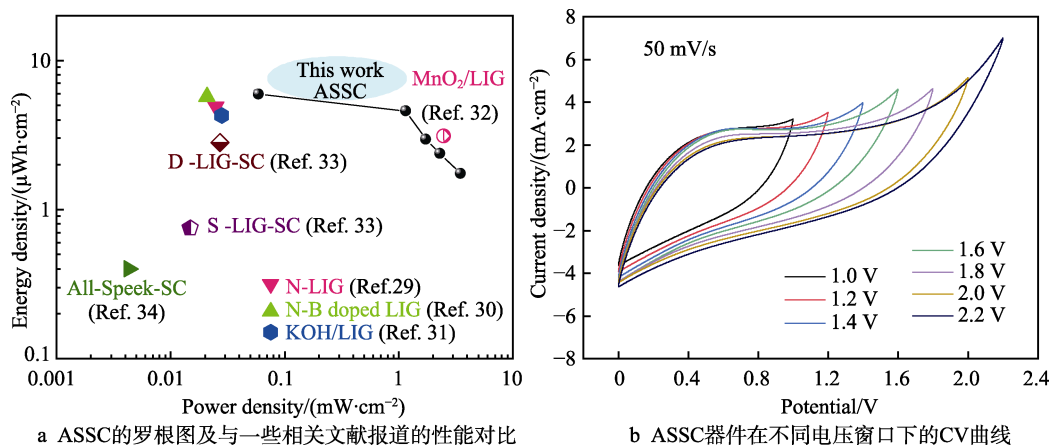 10
1
0.1
0.001
0.01
0.1
1
10
Energy density/(μWh·cm⁻²)
Power density/(mW·cm⁻²)
This work
ASSC
MnO₂/LIG
(Ref. 32)
D -LIG-SC (Ref. 33)
S -LIG-SC (Ref. 33)
All-Speek-SC
(Ref. 34)
N-LIG (Ref.29)
N-B doped LIG (Ref. 30)
KOH/LIG (Ref. 31)
a ASSC的罗根图及与一些相关文献报道的性能对比
8
6
4
2
0
−2
−4
−6
−8
0
0.4
0.8
1.2
1.6
2.0
2.4
Current density/(mA·cm⁻²)
Potential/V
50 mV/s
1.0 V
1.2 V
1.4 V
1.6 V
1.8 V
2.0 V
2.2 V
b ASSC器件在不同电压窗口下的CV曲线